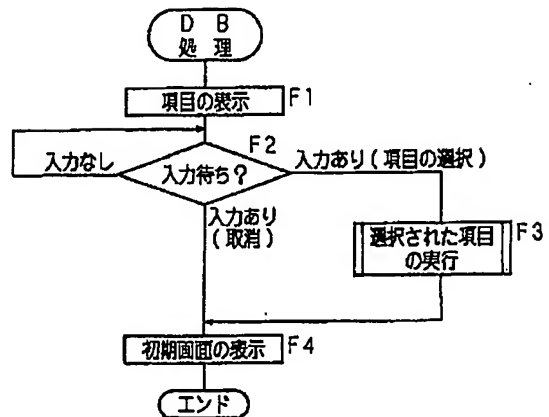 D B
処 理
項目の表示 F1
F2
入力なし
入力待ち?
入力あり(項目の選択)
入力あり
(取消)
選択された項目
の実行
F3
初期画面の表示 F4
エンド